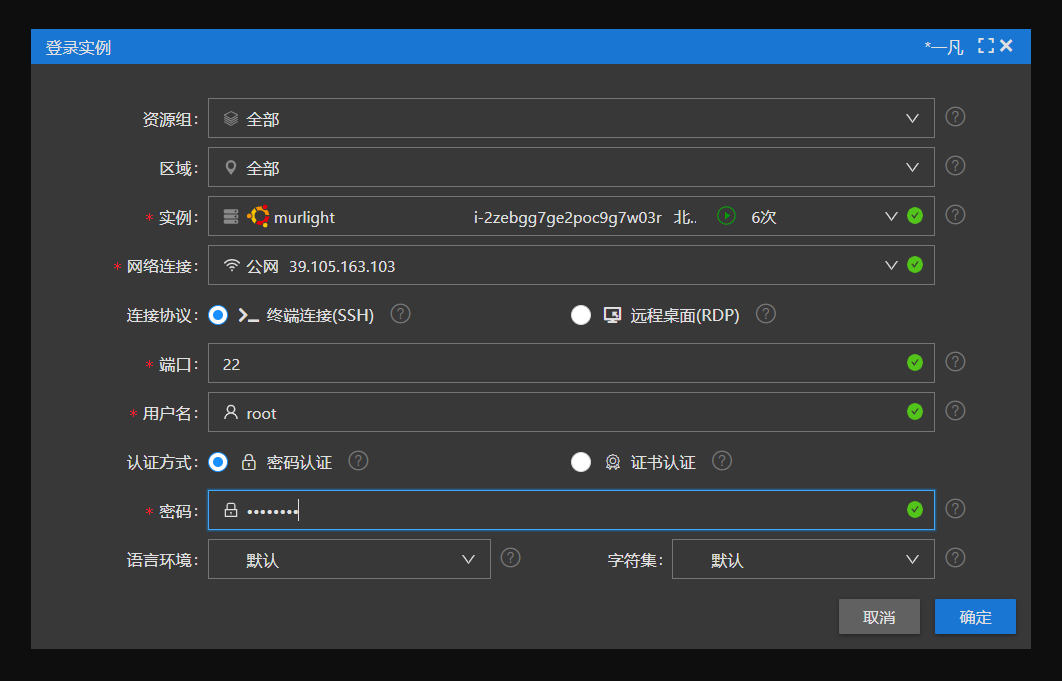 登录实例 *一凡
资源组: 全部
区域: 全部
* 实例: murlight i-2zebgg7ge2poc9g7w03r 北.. 6次
* 网络连接: 公网 39.105.163.103
连接协议: 终端连接(SSH) 远程桌面(RDP)
* 端口: 22
* 用户名: root
认证方式: 密码认证 证书认证
* 密码: ••••••••
语言环境: 默认 字符集: 默认
取消 确定